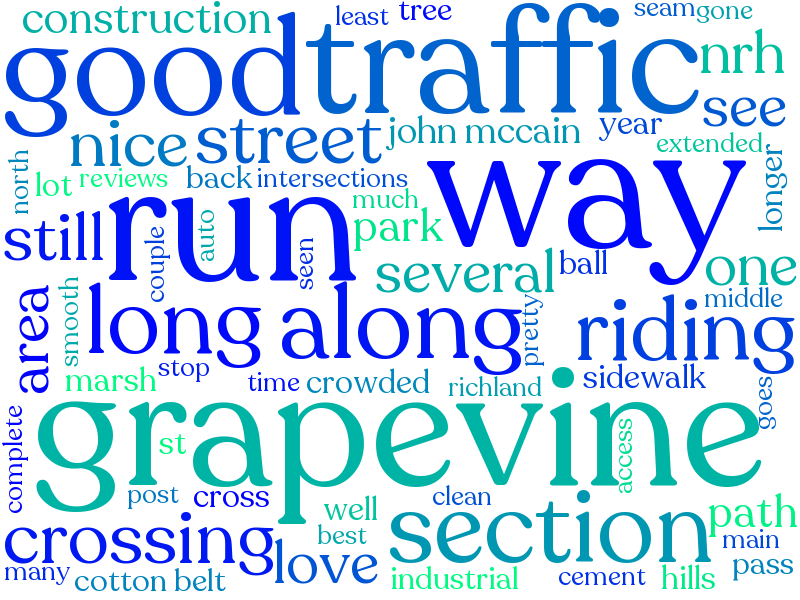 construction
least
tree
seam
gone
good
traffic
nrh
see
nice
street
john mccain
year
extended
north
lot
reviews
back
intersections
much
way
longer
still
run
couple
auto
seen
park
several
ball
one
area
smooth
long
along
pretty
riding
middle
marsh
stop
time
crowded
richland
sidewalk
goes
complete
grapevine
st
access
post
cross
well
clean
best
section
path
crossing
love
main
many
cotton belt
industrial
cement
hills
pass